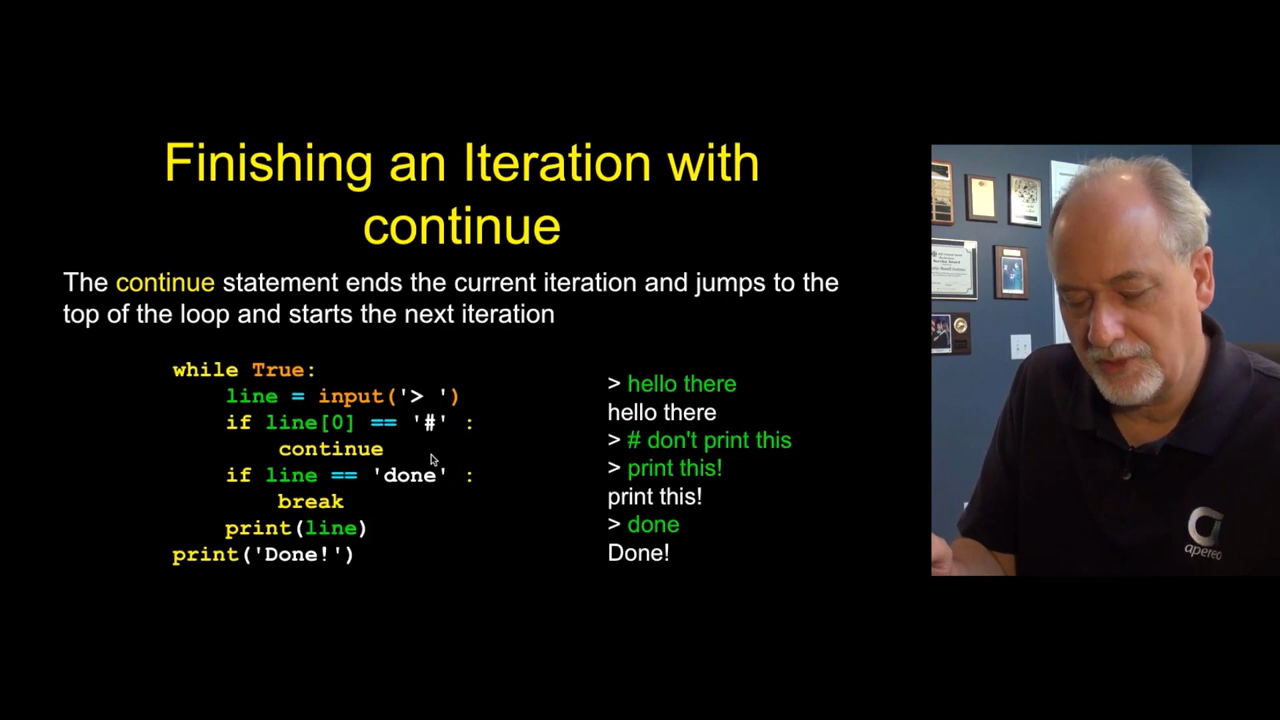 Finishing an Iteration with
continue
The continue statement ends the current iteration and jumps to the
top of the loop and starts the next iteration
while True:
    line = input('> ')
    if line[0] == '#' :
        continue
    if line == 'done' :
        break
    print(line)
print('Done!')
> hello there
hello there
> # don't print this
> print this!
print this!
> done
Done!
apereo